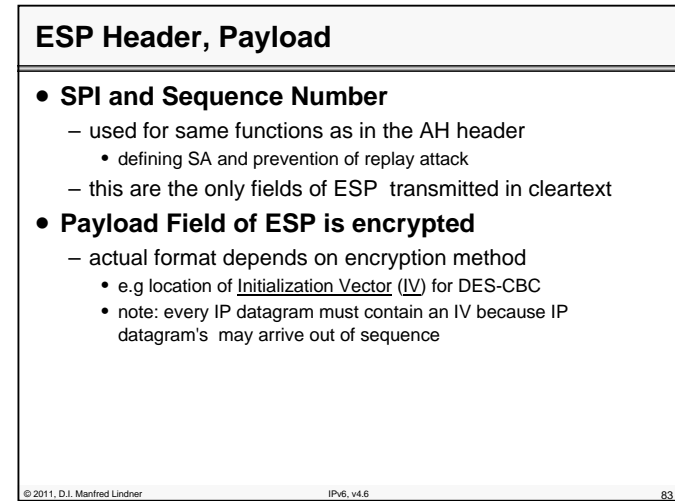 ESP Header, Payload
• SPI and Sequence Number
– used for same functions as in the AH header
• defining SA and prevention of replay attack
– this are the only fields of ESP transmitted in cleartext
• Payload Field of ESP is encrypted
– actual format depends on encryption method
• e.g location of Initialization Vector (IV) for DES-CBC
• note: every IP datagram must contain an IV because IP
datagram's may arrive out of sequence
© 2011, D.I. Manfred Lindner
IPv6, v4.6
83